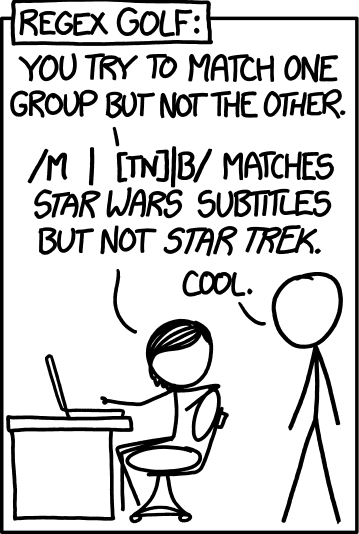 REGEX GOLF:
YOU TRY TO MATCH ONE
GROUP BUT NOT THE OTHER.
/M | [TN]|B/ MATCHES
STAR WARS SUBTITLES
BUT NOT STAR TREK.
COOL.